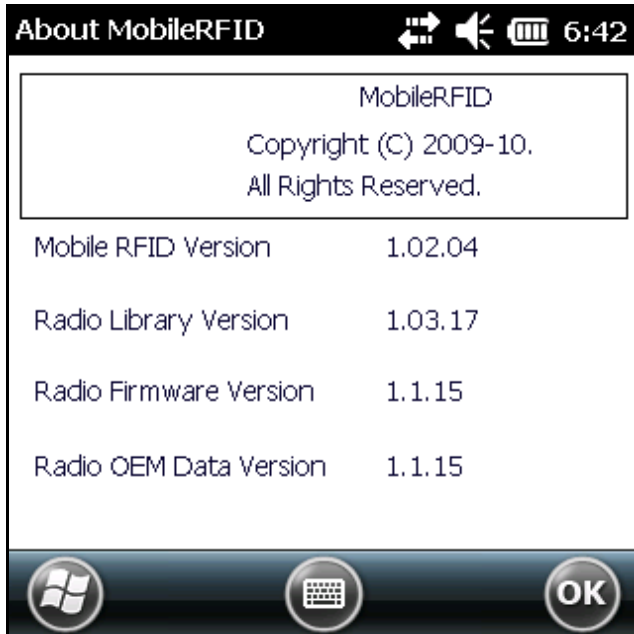 About MobileRFID 6:42
MobileRFID
Copyright (C) 2009-10.
All Rights Reserved.
Mobile RFID Version 1.02.04
Radio Library Version 1.03.17
Radio Firmware Version 1.1.15
Radio OEM Data Version 1.1.15
OK